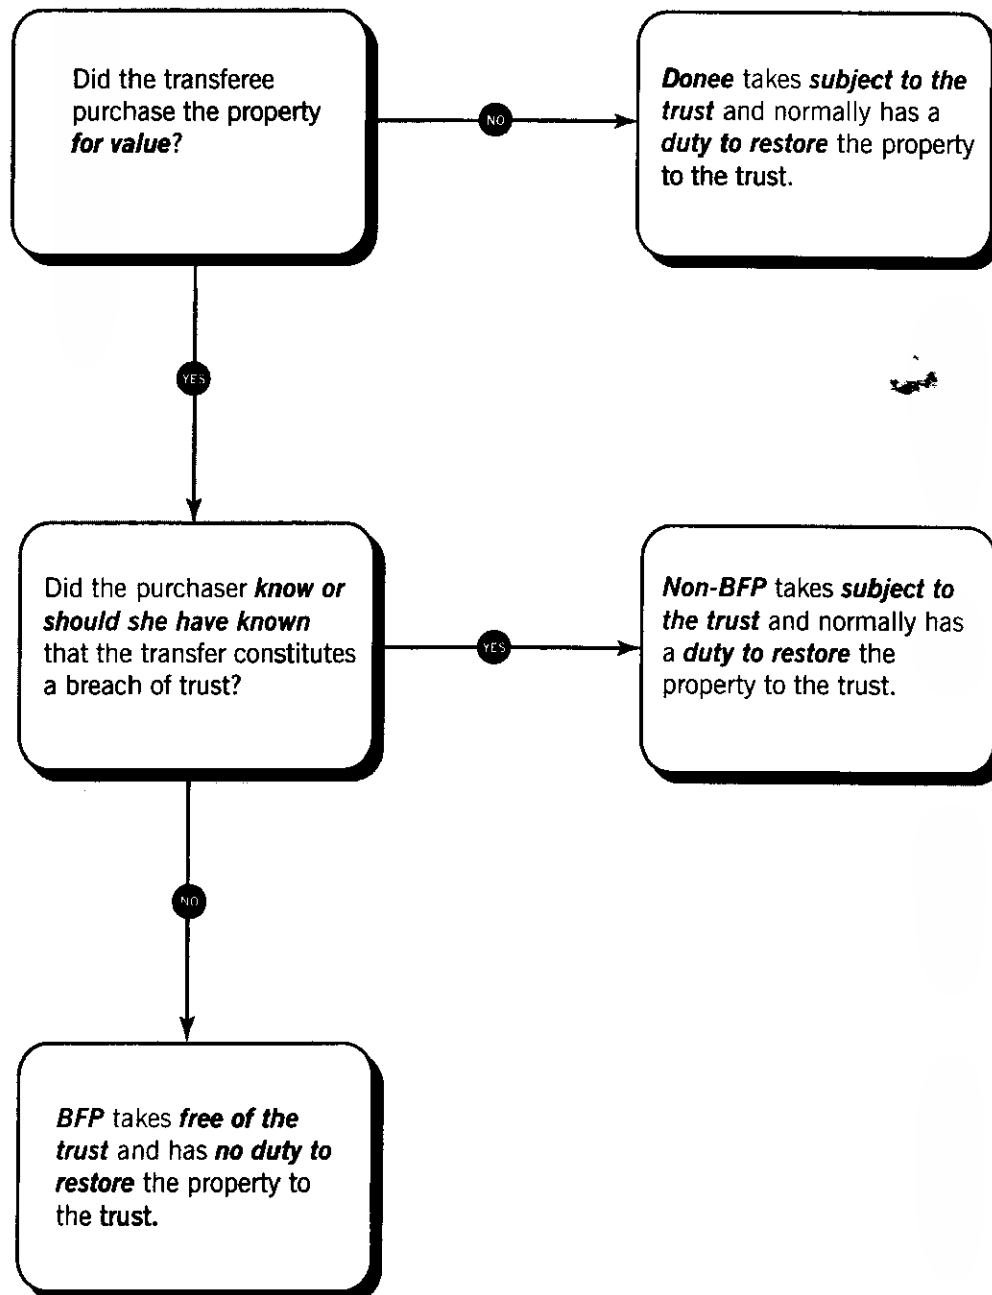 Did the transferee
purchase the property
for value?
NO
Donee takes subject to the
trust and normally has a
duty to restore the property
to the trust.
YES
Did the purchaser know or
should she have known
that the transfer constitutes
a breach of trust?
YES
Non-BFP takes subject to
the trust and normally has
a duty to restore the
property to the trust.
NO
BFP takes free of the
trust and has no duty to
restore the property to
the trust.